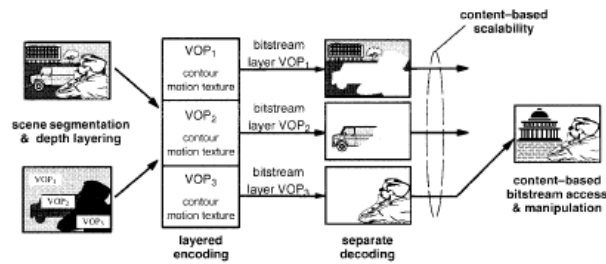 scene segmentation
& depth layering
VOP1
VOP2
VOP3
VOP1
contour
motion texture
VOP2
contour
motion texture
VOP3
contour
motion texture
layered
encoding
bitstream
layer VOP1
bitstream
layer VOP2
bitstream
layer VOP3
separate
decoding
content–based
scalability
content–based
bitstream access
& manipulation